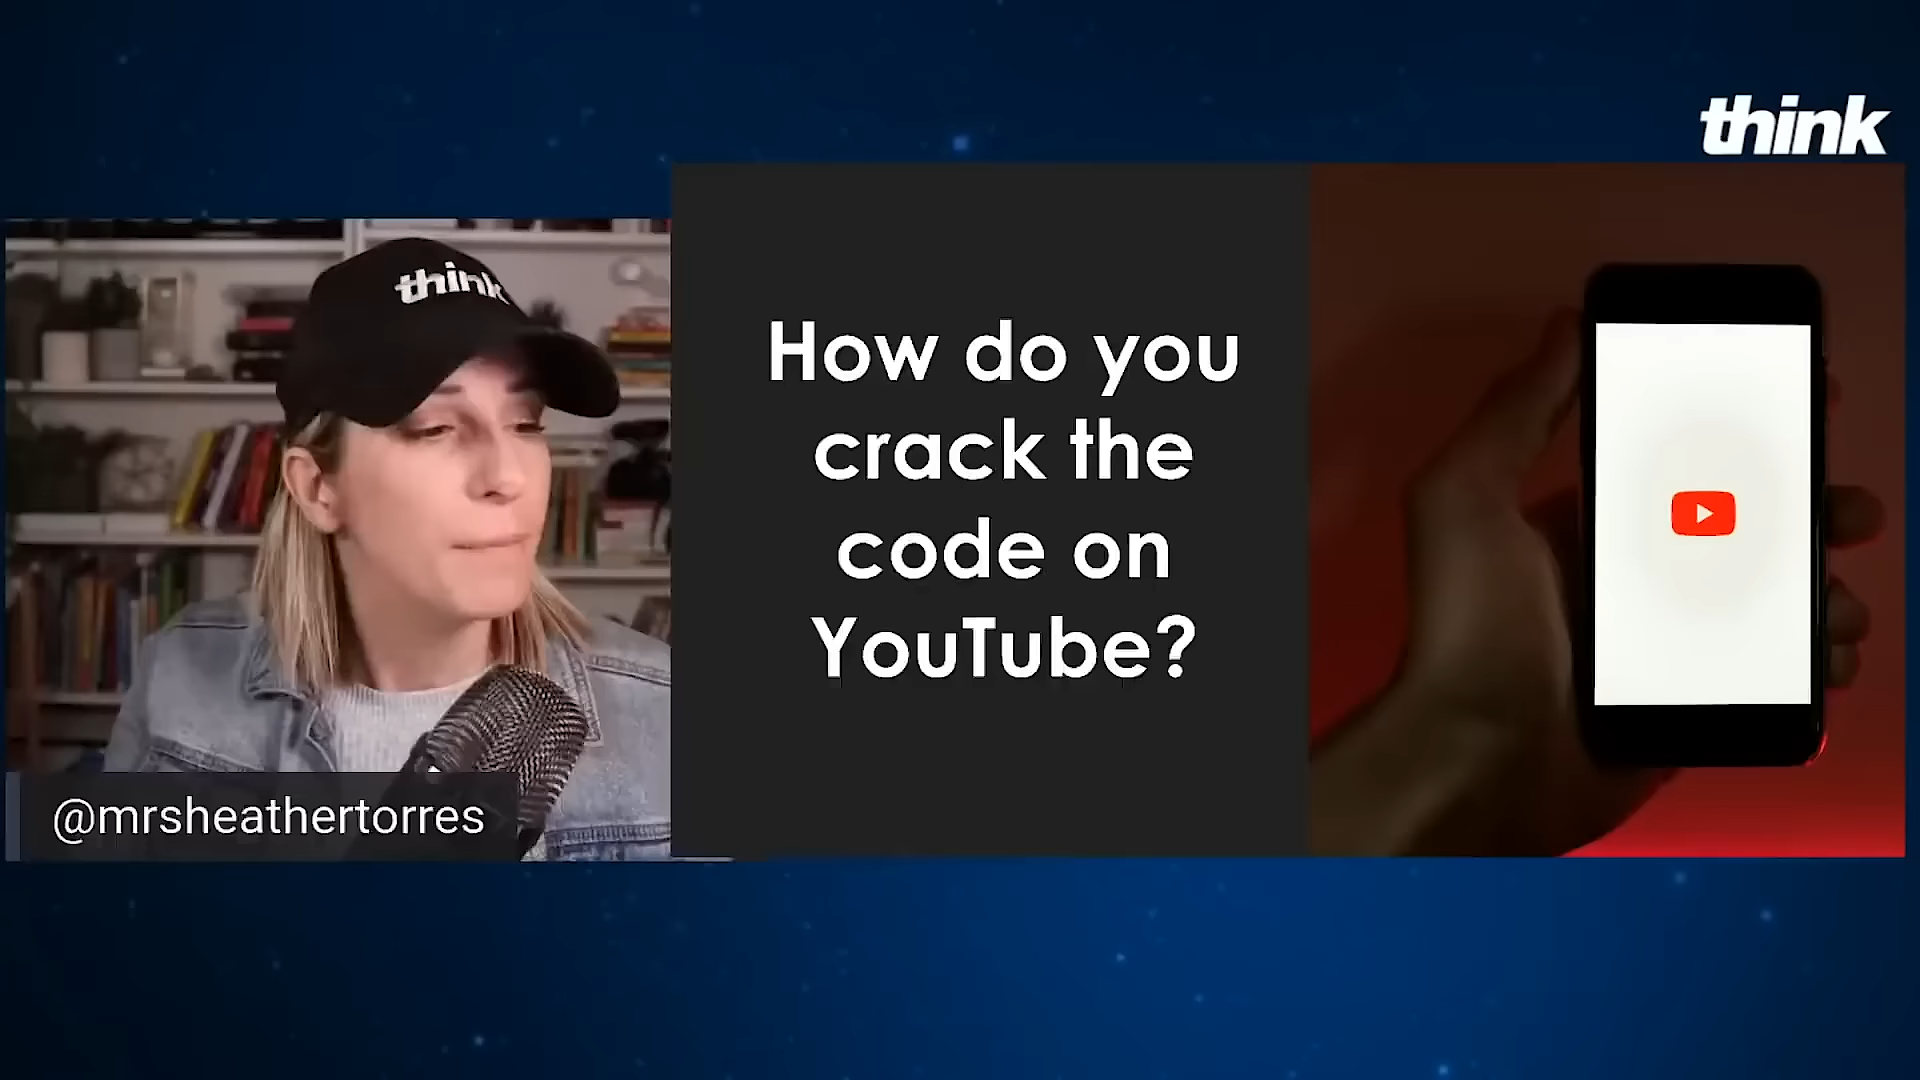 think
think
How do you
crack the
code on
YouTube?
@mrsheathertorres